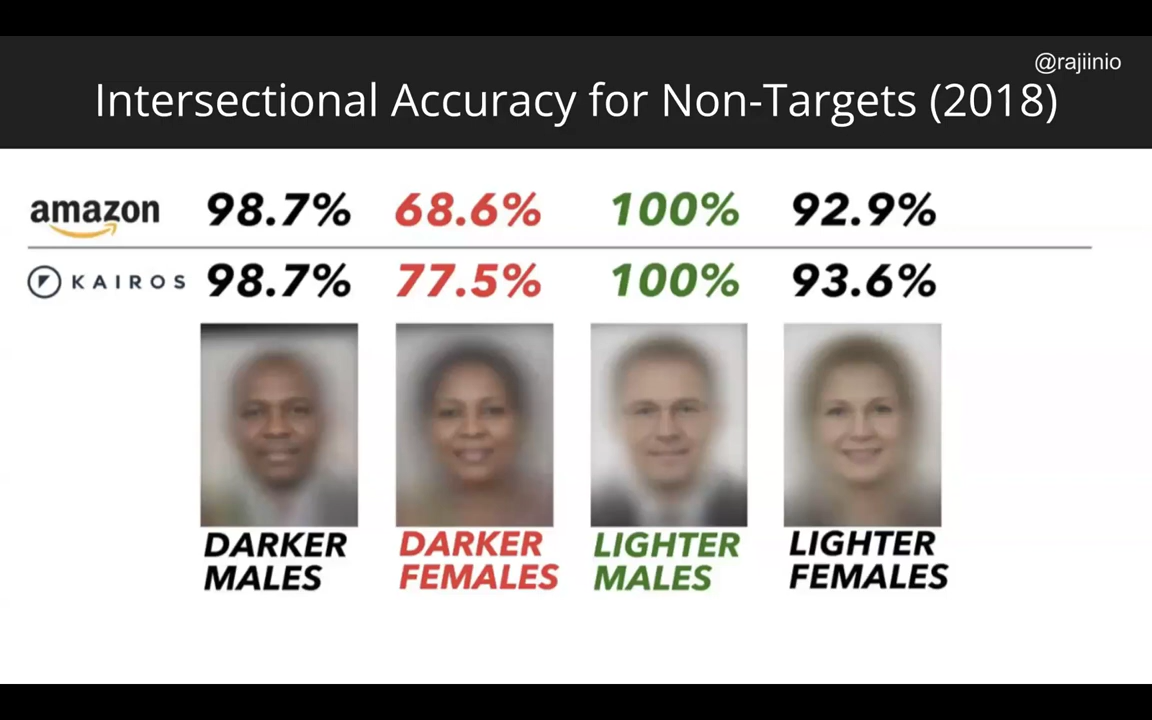 @rajiinio
Intersectional Accuracy for Non-Targets (2018)
amazon 98.7% 68.6% 100% 92.9%
KAIROS 98.7% 77.5% 100% 93.6%
DARKER MALES
DARKER FEMALES
LIGHTER MALES
LIGHTER FEMALES